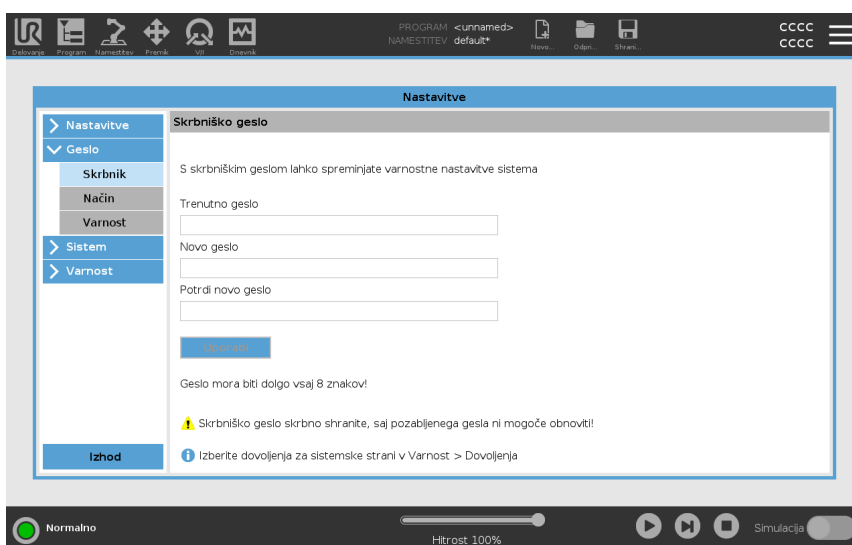 PROGRAM <unnamed>
NAMESTITEV default*
cccc
cccc
Delovanje Program Namestitev Premik V/I Dnevnik Novo... Odpri... Shrani...
Nastavitve
Nastavitve
Geslo
Skrbnik
Način
Varnost
Sistem
Varnost
Izhod
Skrbniško geslo
S skrbniškim geslom lahko spreminjate varnostne nastavitve sistema
Trenutno geslo
Novo geslo
Potrdi novo geslo
Uporabi
Geslo mora biti dolgo vsaj 8 znakov!
Skrbniško geslo skrbno shranite, saj pozabljenega gesla ni mogoče obnoviti!
Izberite dovoljenja za sistemske strani v Varnost > Dovoljenja
Normalno
Hitrost 100%
Simulacija